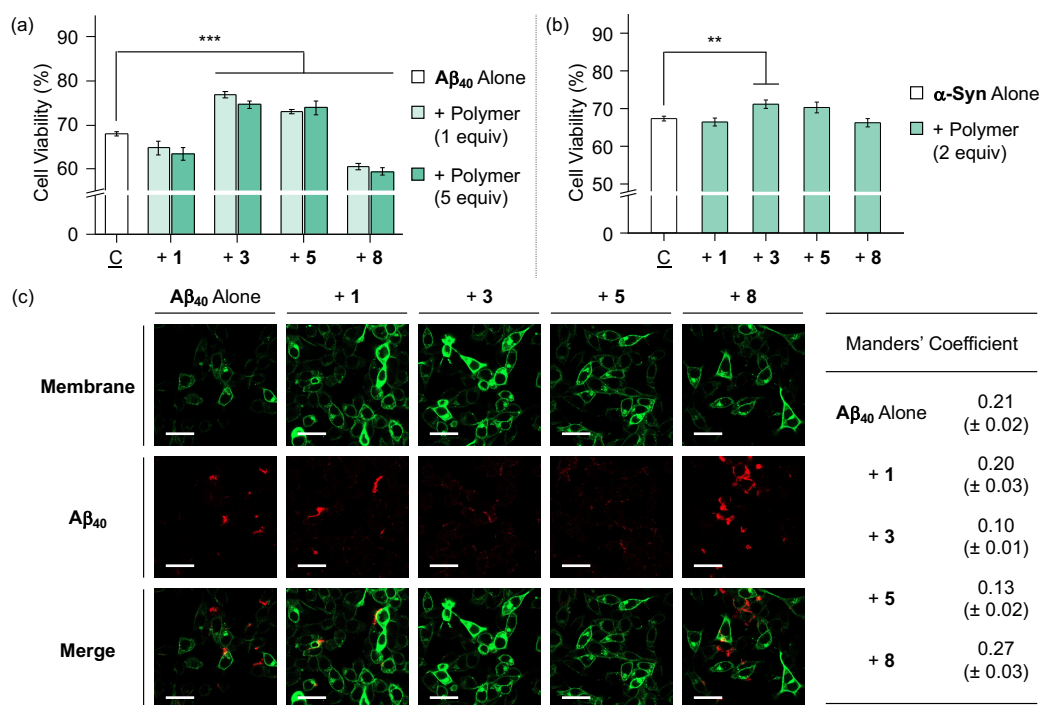 (a)
90
80
70
60
0
Cell Viability (%)
***
C
+ 1
+ 3
+ 5
+ 8
Aβ40 Alone
+ Polymer
(1 equiv)
+ Polymer
(5 equiv)
(b)
90
80
70
60
50
0
Cell Viability (%)
**
C
+ 1
+ 3
+ 5
+ 8
α-Syn Alone
+ Polymer
(2 equiv)
(c)
Aβ40 Alone
+ 1
+ 3
+ 5
+ 8
Membrane
Aβ40
Merge
Manders' Coefficient
Aβ40 Alone
0.21
(± 0.02)
+ 1
0.20
(± 0.03)
+ 3
0.10
(± 0.01)
+ 5
0.13
(± 0.02)
+ 8
0.27
(± 0.03)